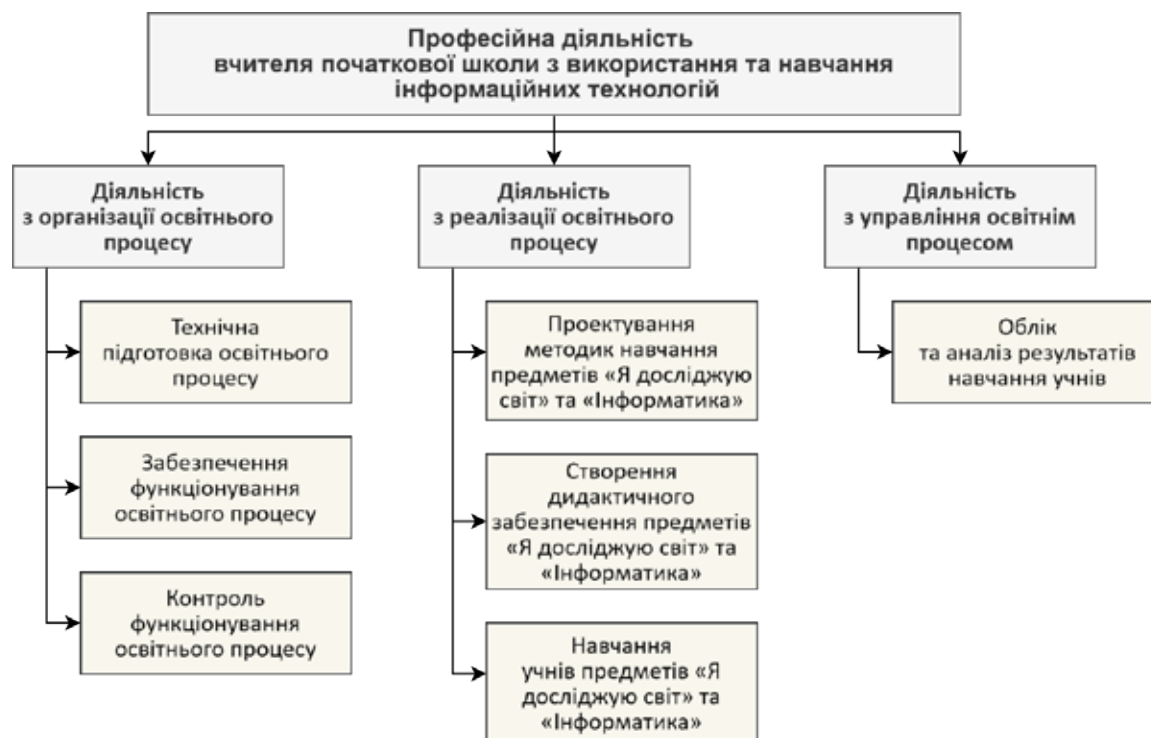 Професійна діяльність
вчителя початкової школи з використання та навчання
інформаційних технологій
Діяльність
з організації освітнього
процесу
Технічна
підготовка освітнього
процесу
Забезпечення
функціонування
освітнього процесу
Контроль
функціонування
освітнього процесу
Діяльність
з реалізації освітнього
процесу
Проектування
методик навчання
предметів «Я досліджую
світ» та «Інформатика»
Створення
дидактичного
забезпечення предметів
«Я досліджую світ» та
«Інформатика»
Навчання
учнів предметів «Я
досліджую світ» та
«Інформатика»
Діяльність
з управління освітнім
процесом
Облік
та аналіз результатів
навчання учнів